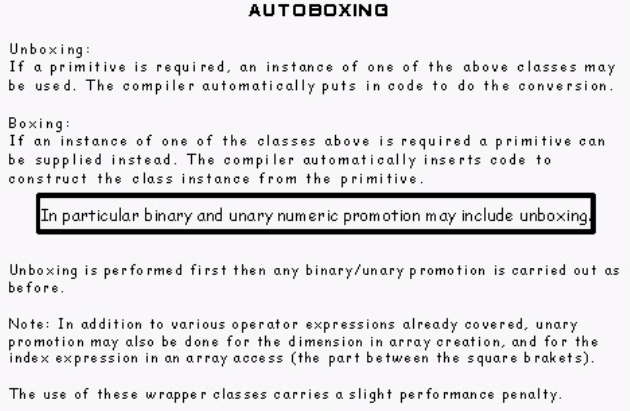 AUTOBOXING
Unboxing:
If a primitive is required, an instance of one of the above classes may
be used. The compiler automatically puts in code to do the conversion.
Boxing:
If an instance of one of the classes above is required a primitive can
be supplied instead. The compiler automatically inserts code to
construct the class instance from the primitive.
In particular binary and unary numeric promotion may include unboxing.
Unboxing is performed first then any binary/unary promotion is carried out as
before.
Note: In addition to various operator expressions already covered, unary
promotion may also be done for the dimension in array creation, and for the
index expression in an array access (the part between the square brakets).
The use of these wrapper classes carries a slight performance penalty.